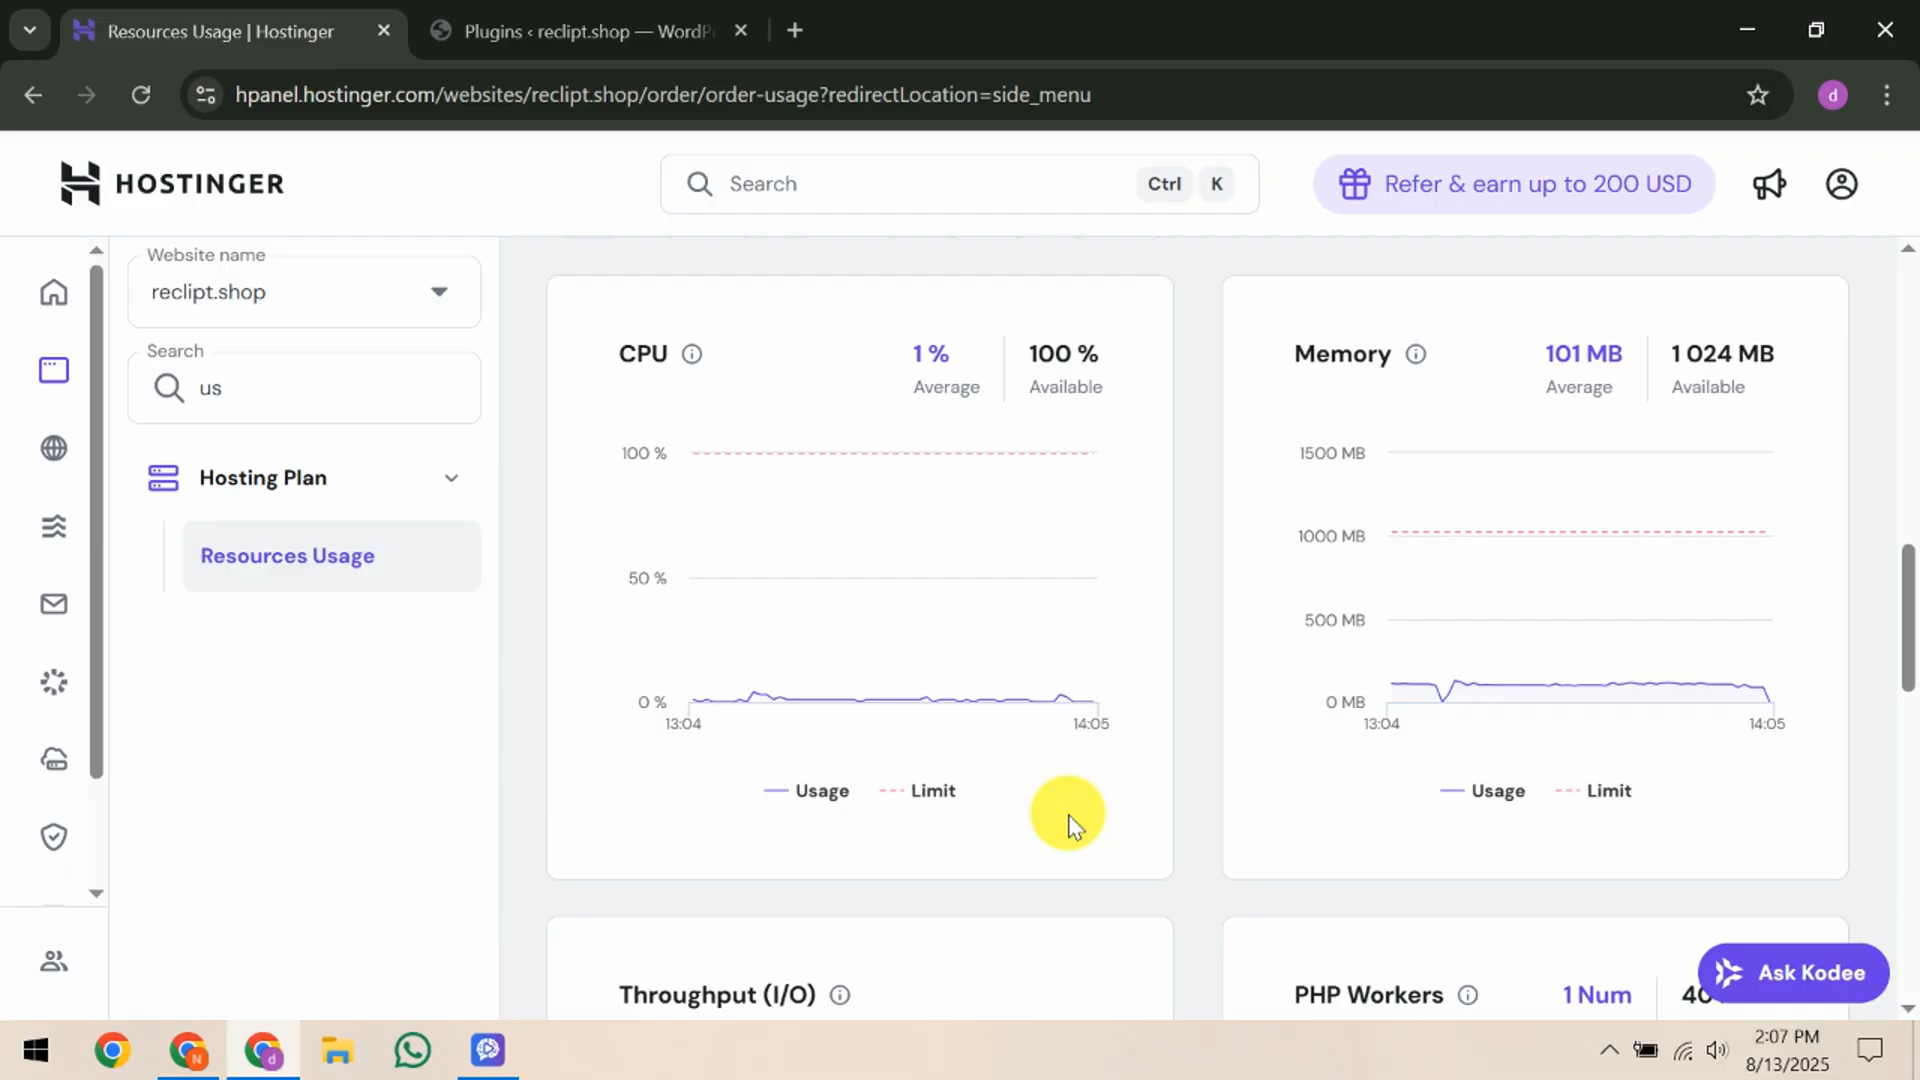 Resources Usage | Hostinger
Plugins ‹ reclipt.shop — WordP
hpanel.hostinger.com/websites/reclipt.shop/order/order-usage?redirectLocation=side_menu
d
HOSTINGER
Search
Ctrl
K
Refer & earn up to 200 USD
Website name
reclipt.shop
Search
us
Hosting Plan
Resources Usage
CPU
1 %
Average
100 %
Available
100 %
50 %
0 %
13:04
14:05
Usage
Limit
Memory
101 MB
Average
1 024 MB
Available
1500 MB
1000 MB
500 MB
0 MB
13:04
14:05
Usage
Limit
Throughput (I/O)
PHP Workers
1 Num
40
Ask Kodee
N
d
2:07 PM
8/13/2025